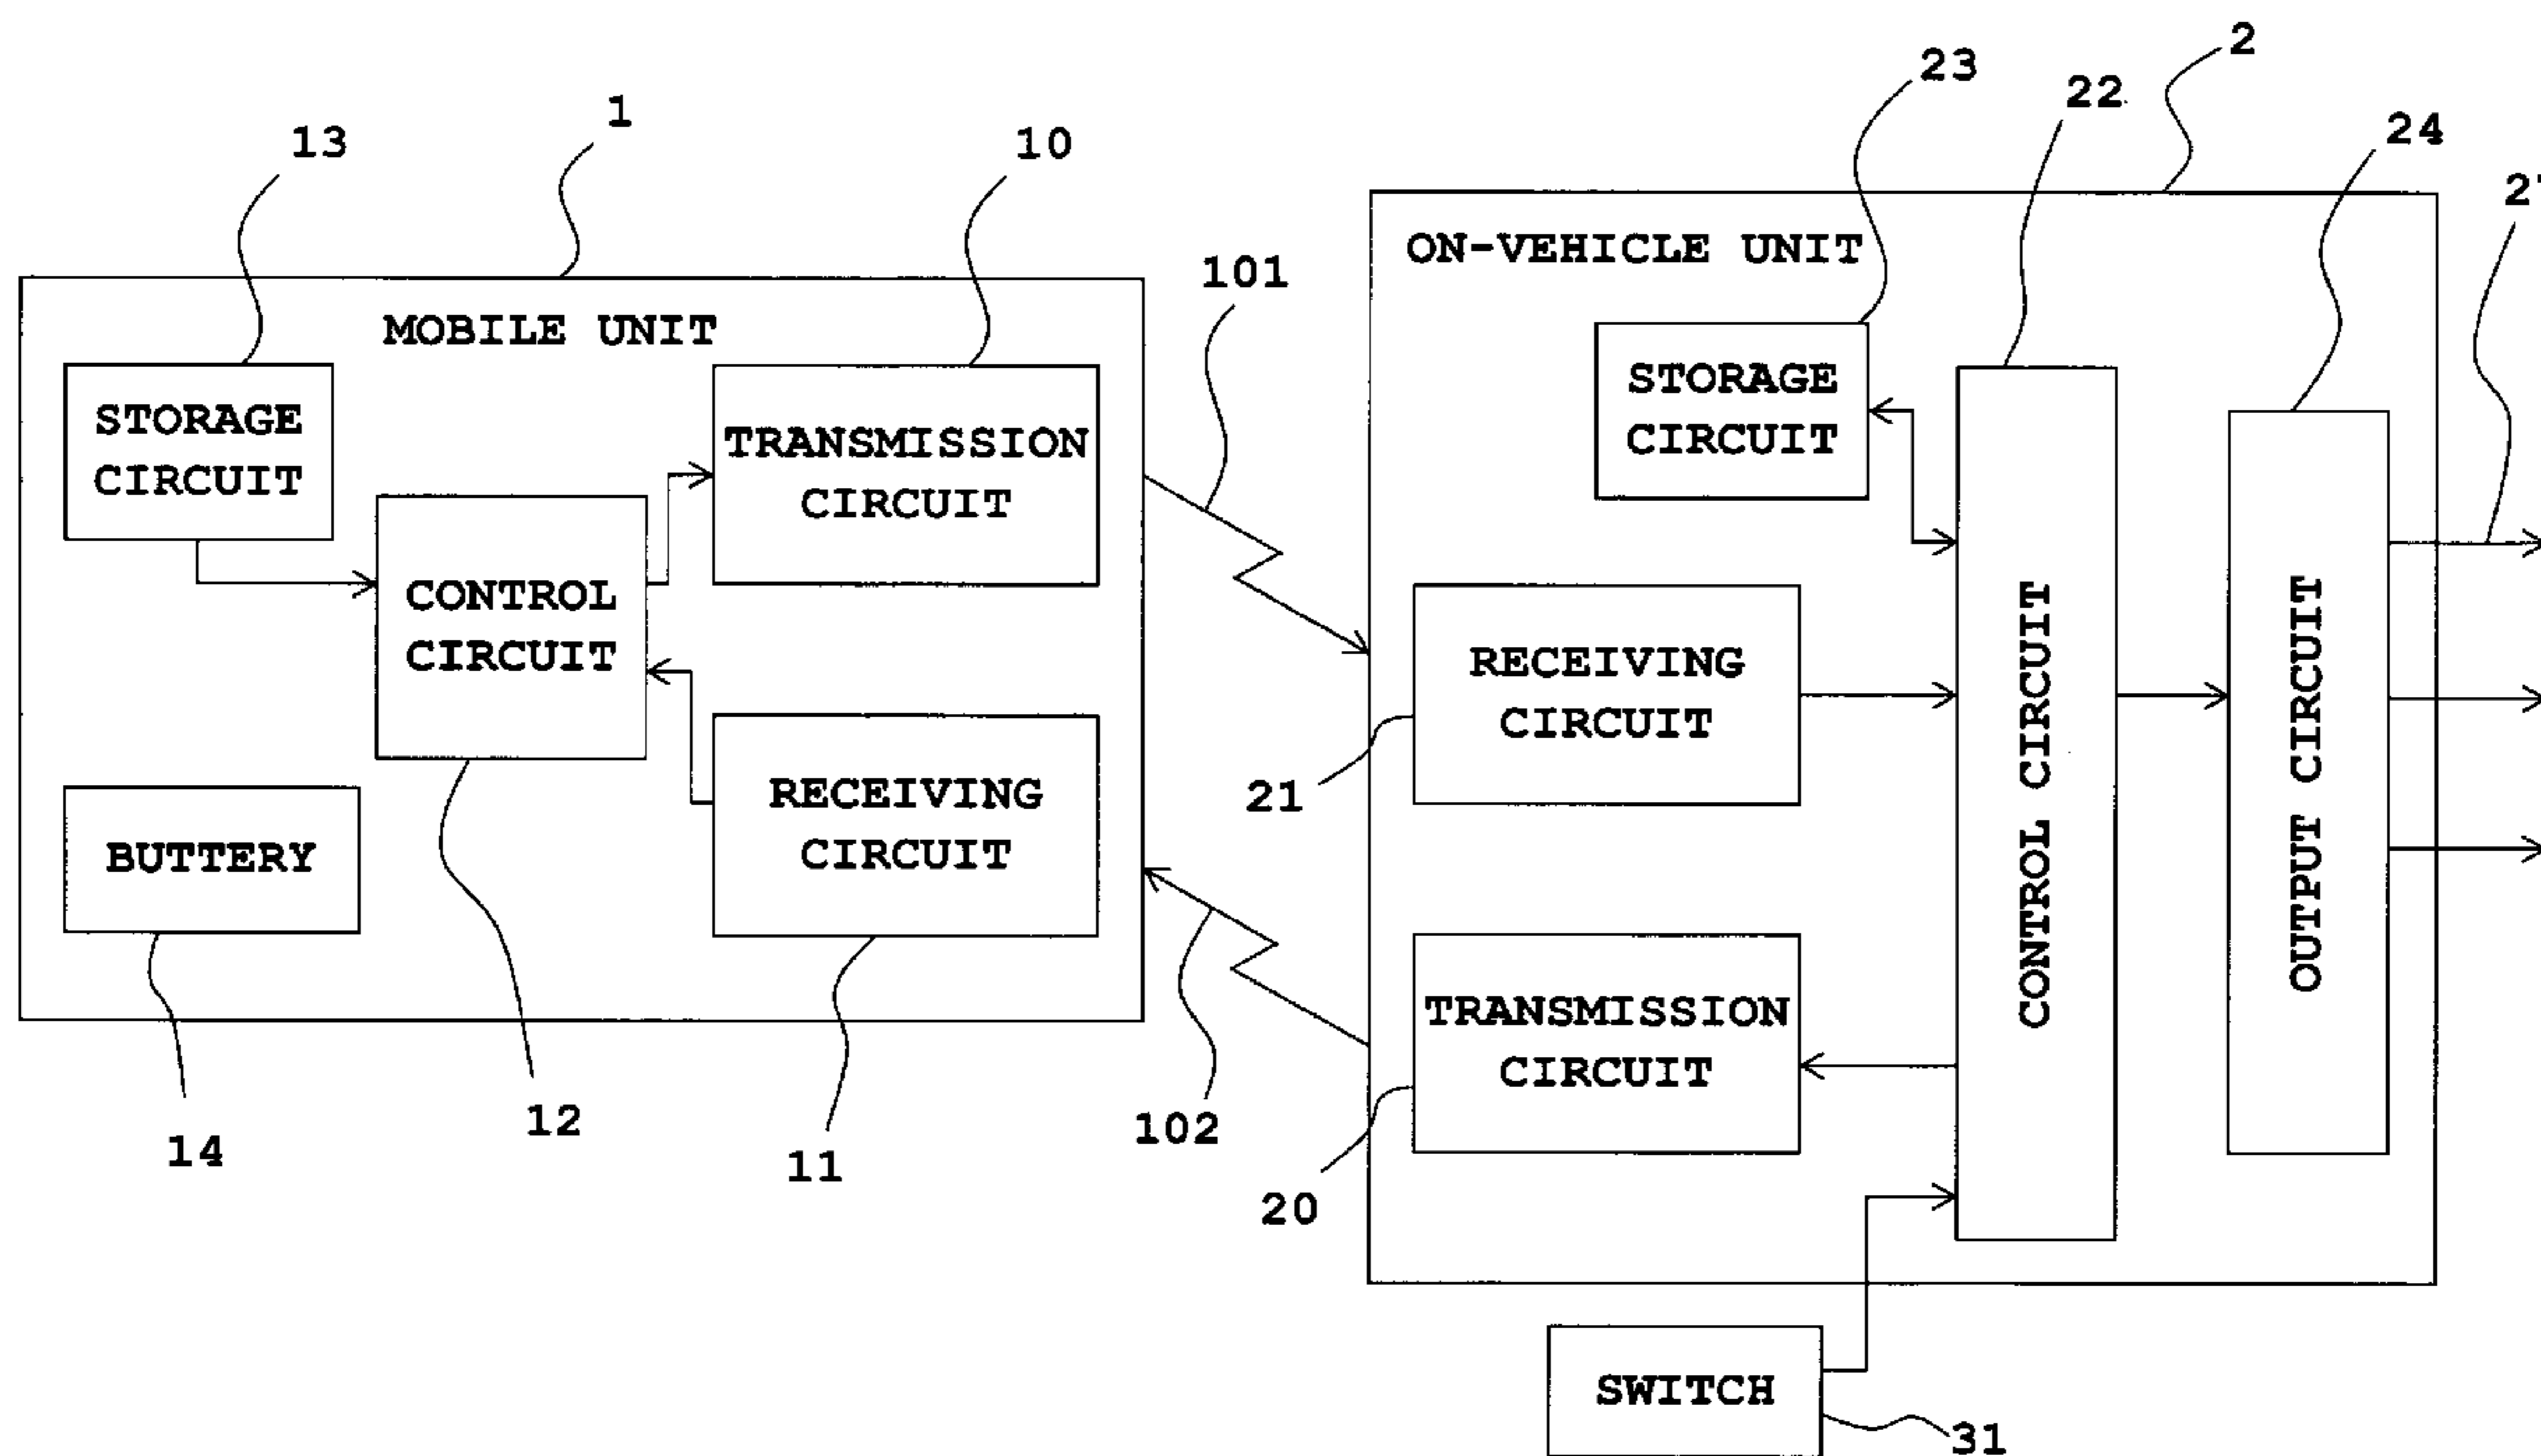 2
23
22
24
1
13
10
ON-VEHICLE UNIT
101
MOBILE UNIT
STORAGE
CIRCUIT
TRANSMISSION
CIRCUIT
CONTROL
CIRCUIT
RECEIVING
CIRCUIT
BUTTERY
14
12
11
102
STORAGE
CIRCUIT
RECEIVING
CIRCUIT
21
TRANSMISSION
CIRCUIT
20
CONTROL CIRCUIT
OUTPUT CIRCUIT
SWITCH
31